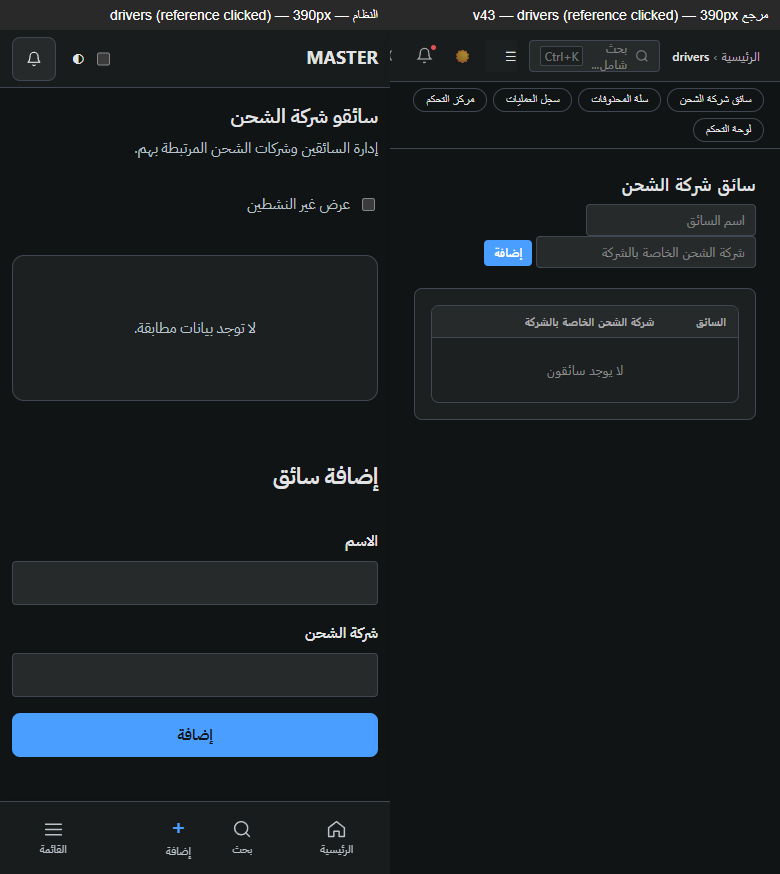 مرجع v43 — drivers (reference clicked) — 390px
الرئيسية ‹ drivers
بحث شامل...
Ctrl+K
سائق شركة الشحن
سلة المحذوفات
سجل العمليات
مركز التحكم
لوحة التحكم
سائق شركة الشحن
اسم السائق
شركة الشحن الخاصة بالشركة
إضافة
السائق
شركة الشحن الخاصة بالشركة
لا يوجد سائقون
النظام — drivers (reference clicked) — 390px
MASTER
سائقو شركة الشحن
إدارة السائقين وشركات الشحن المرتبطة بهم.
عرض غير النشطين
لا توجد بيانات مطابقة.
إضافة سائق
الاسم
شركة الشحن
إضافة
الرئيسية
بحث
إضافة
القائمة